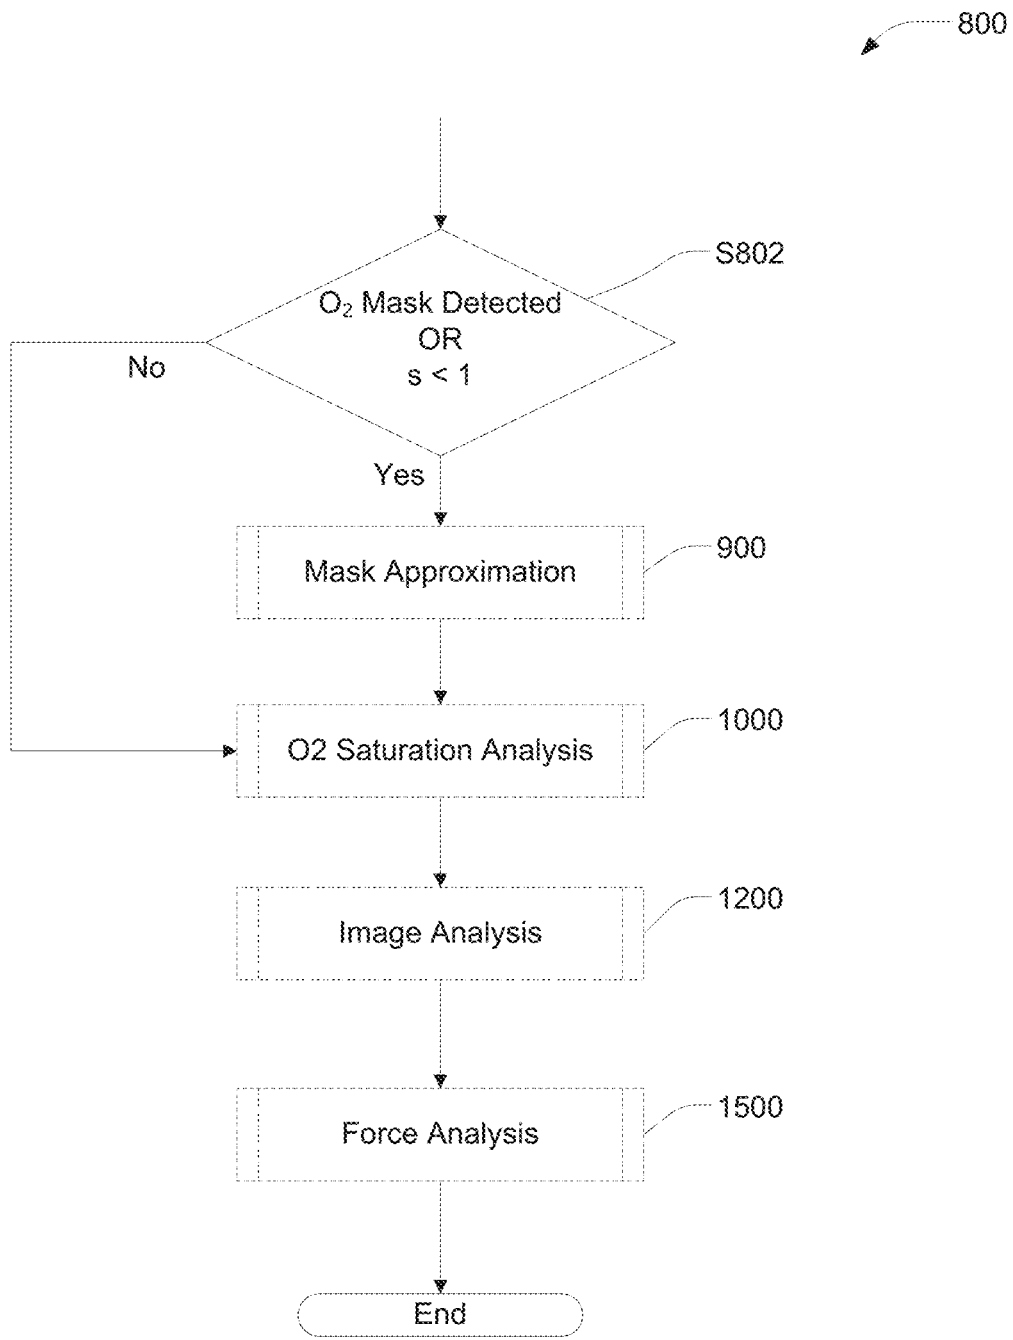 800
S802
O₂ Mask Detected
OR
s < 1
No
Yes
900
Mask Approximation
1000
O2 Saturation Analysis
1200
Image Analysis
1500
Force Analysis
End